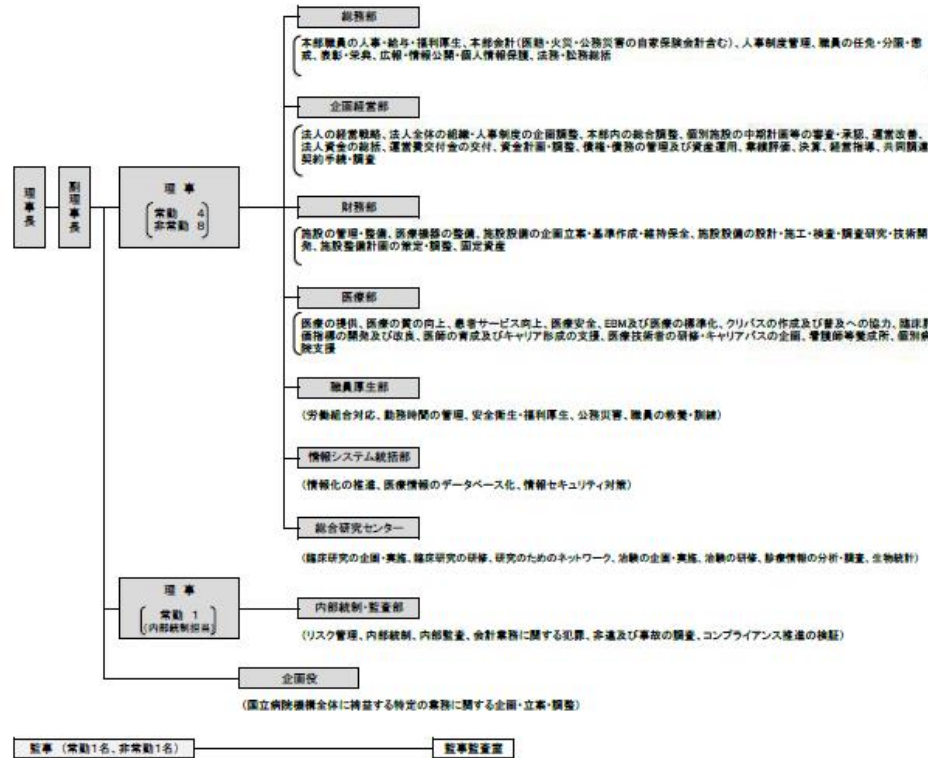 総務部
本部職員の人事・給与・福利厚生、本部会計(医賠・火災・公務災害の自家保険会計含む)、人事制度管理、職員の任免・分限・懲
戒、表彰・栄典、広報・情報公開・個人情報保護、法務・訟務総括
企画経営部
法人の経営戦略、法人全体の組織・人事制度の企画調整、本部内の総合調整、個別施設の中期計画等の審査・承認、運営改善、
法人資金の総括、運営費交付金の交付、資金計画・調整、債権・債務の管理及び資産運用、業績評価、決算、経営指導、共同調達
契約手続・調査
理事長
副理事長
理 事
常勤 4
非常勤 8
財務部
施設の管理・整備、医療機器の整備、施設設備の企画立案・基準作成・維持保全、施設設備の設計・施工・検査・調査研究・技術開
発、施設整備計画の策定・調整、固定資産
医療部
医療の提供、医療の質の向上、患者サービス向上、医療安全、EBM及び医療の標準化、クリパスの作成及び普及への協力、臨床
価指標の開発及び改良、医師の育成及びキャリア形成の支援、医療技術者の研修・キャリアパスの企画、看護師等養成所、個別病
院支援
職員厚生部
(労働組合対応、勤務時間の管理、安全衛生・福利厚生、公務災害、職員の教養・訓練)
情報システム統括部
(情報化の推進、医療情報のデータベース化、情報セキュリティ対策)
総合研究センター
(臨床研究の企画・実施、臨床研究の研修、研究のためのネットワーク、治験の企画・実施、治験の研修、診療情報の分析・調査、生物統計)
理 事
常勤 1
(内部統制担当)
内部統制・監査部
(リスク管理、内部統制、内部監査、会計業務に関する犯罪、非違及び事故の調査、コンプライアンス推進の検証)
企画役
(国立病院機構全体に裨益する特定の業務に関する企画・立案・調整)
監事 (常勤1名、非常勤1名)
監事監査室